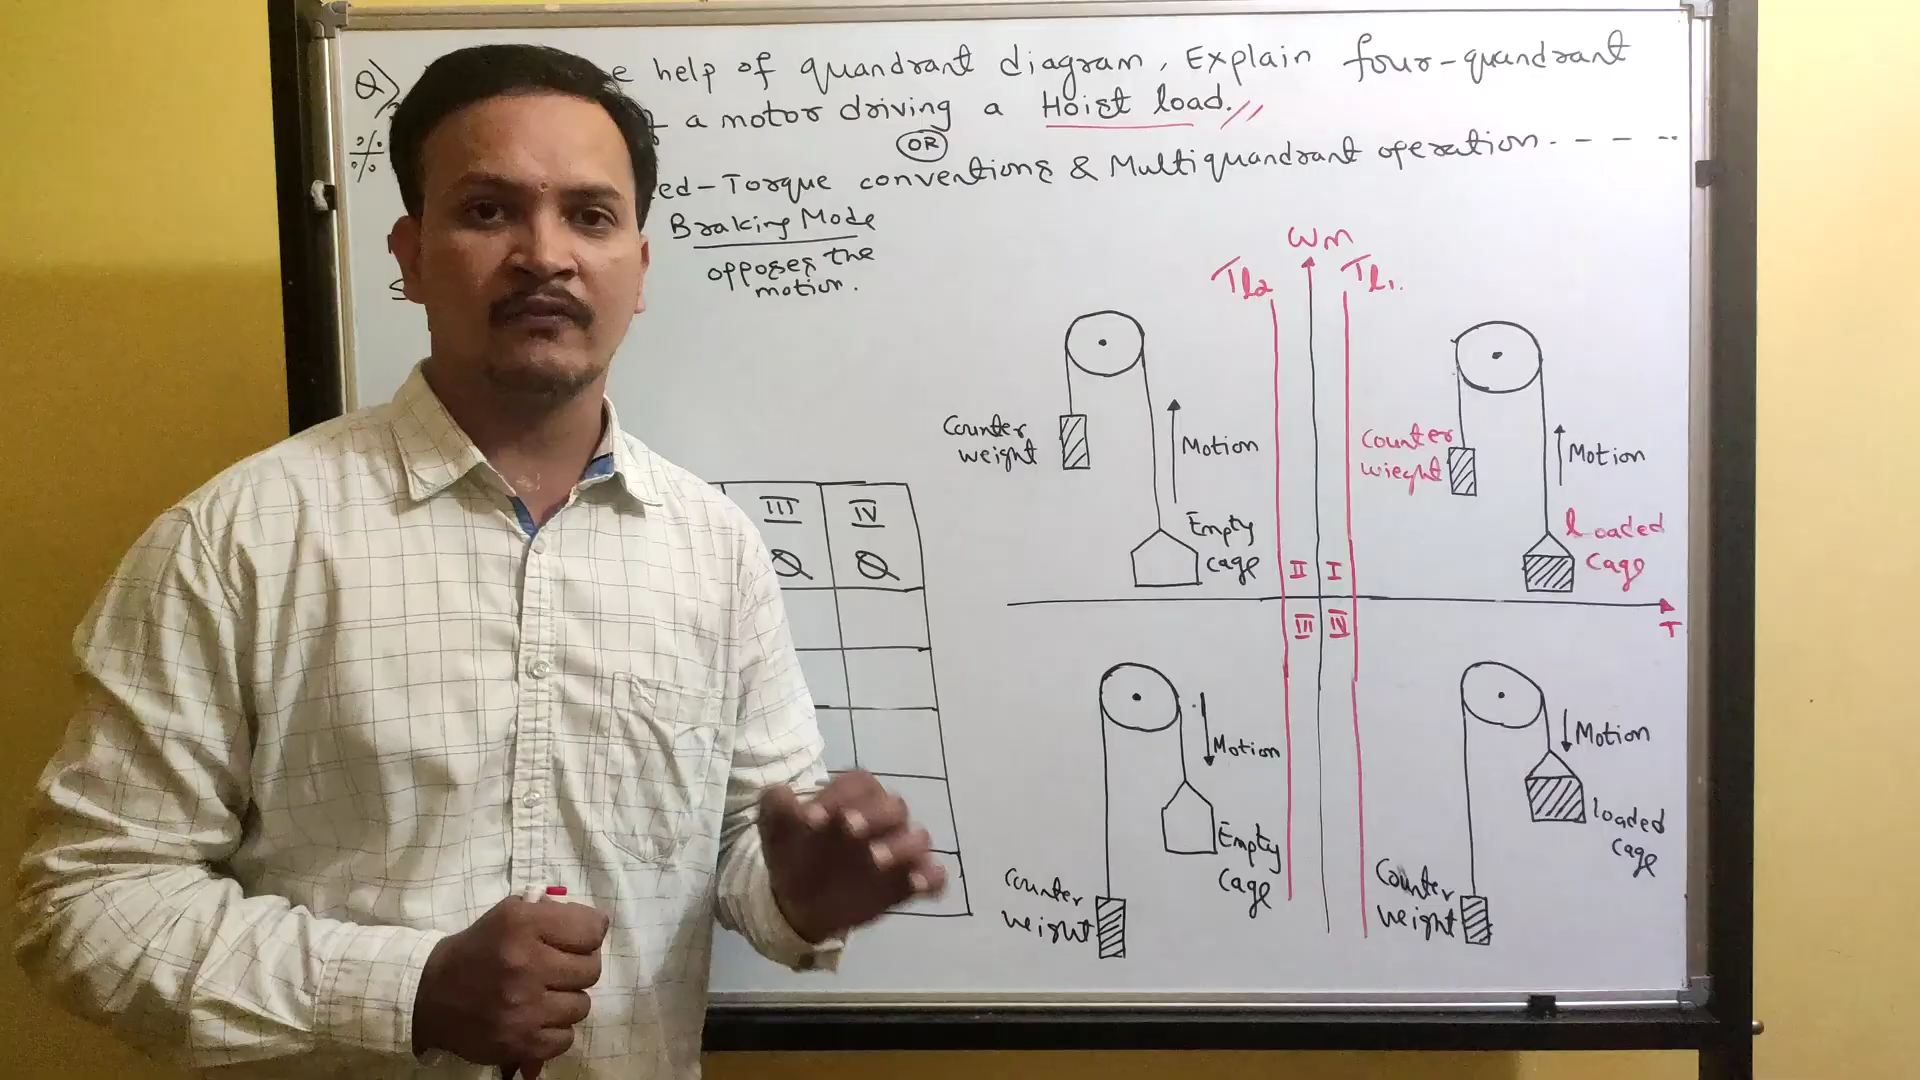 Q) help of quandrant diagram, Explain four-quandrant
a motor driving a Hoist load.//
OR
ed-Torque conventions & Multiquandrant operation. - - --
Braking Mode
opposes the
motion.
III
Q
IV
Q
ωm
Tl2
Tl1.
Counter
weight
Motion
Empty
cage
Counter
wieght
Motion
loaded
cage
II
I
III
IV
T
Motion
Empty
cage
Counter
weight
Motion
loaded
cage
Counter
weight